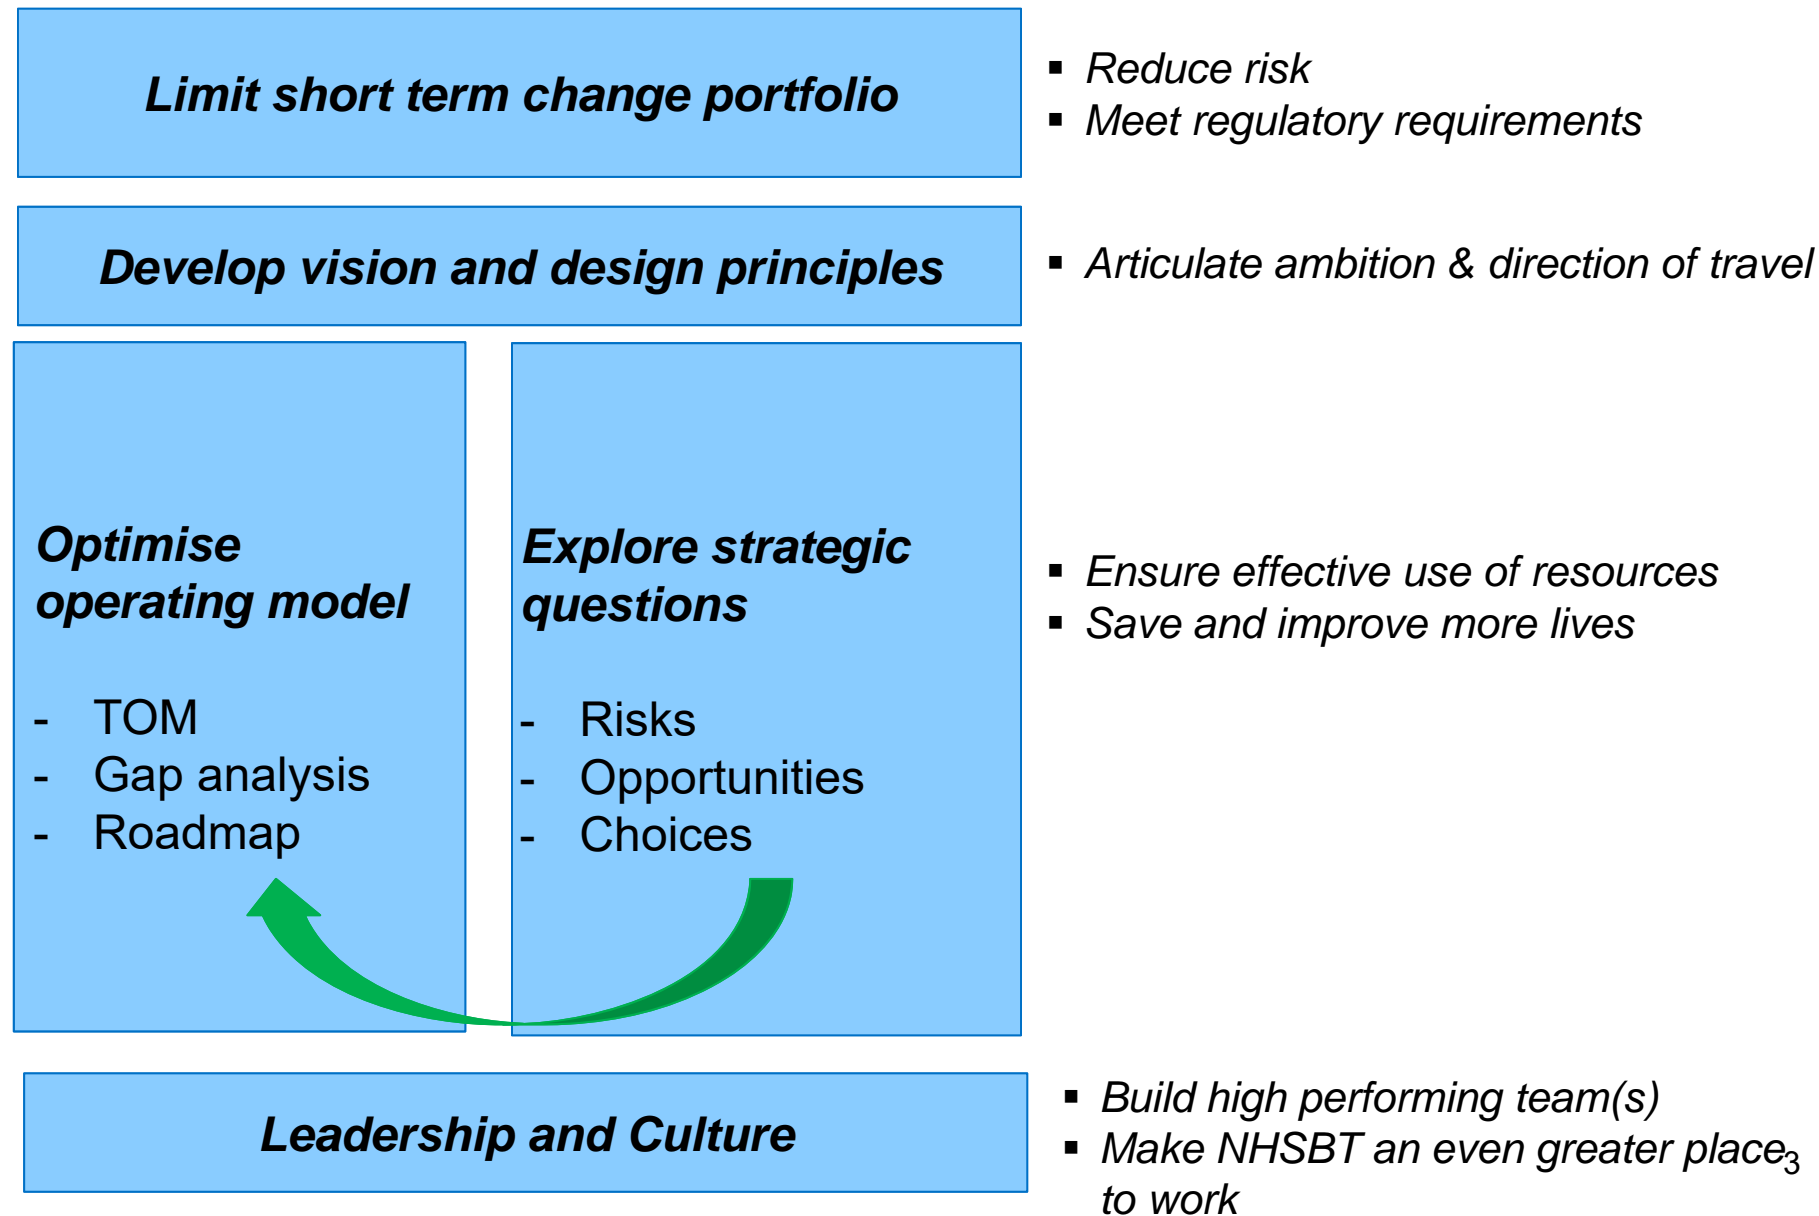 Limit short term change portfolio
▪ Reduce risk
▪ Meet regulatory requirements
Develop vision and design principles
▪ Articulate ambition & direction of travel
Optimise
operating model
- TOM
- Gap analysis
- Roadmap
Explore strategic
questions
- Risks
- Opportunities
- Choices
▪ Ensure effective use of resources
▪ Save and improve more lives
Leadership and Culture
▪ Build high performing team(s)
▪ Make NHSBT an even greater place
to work
3